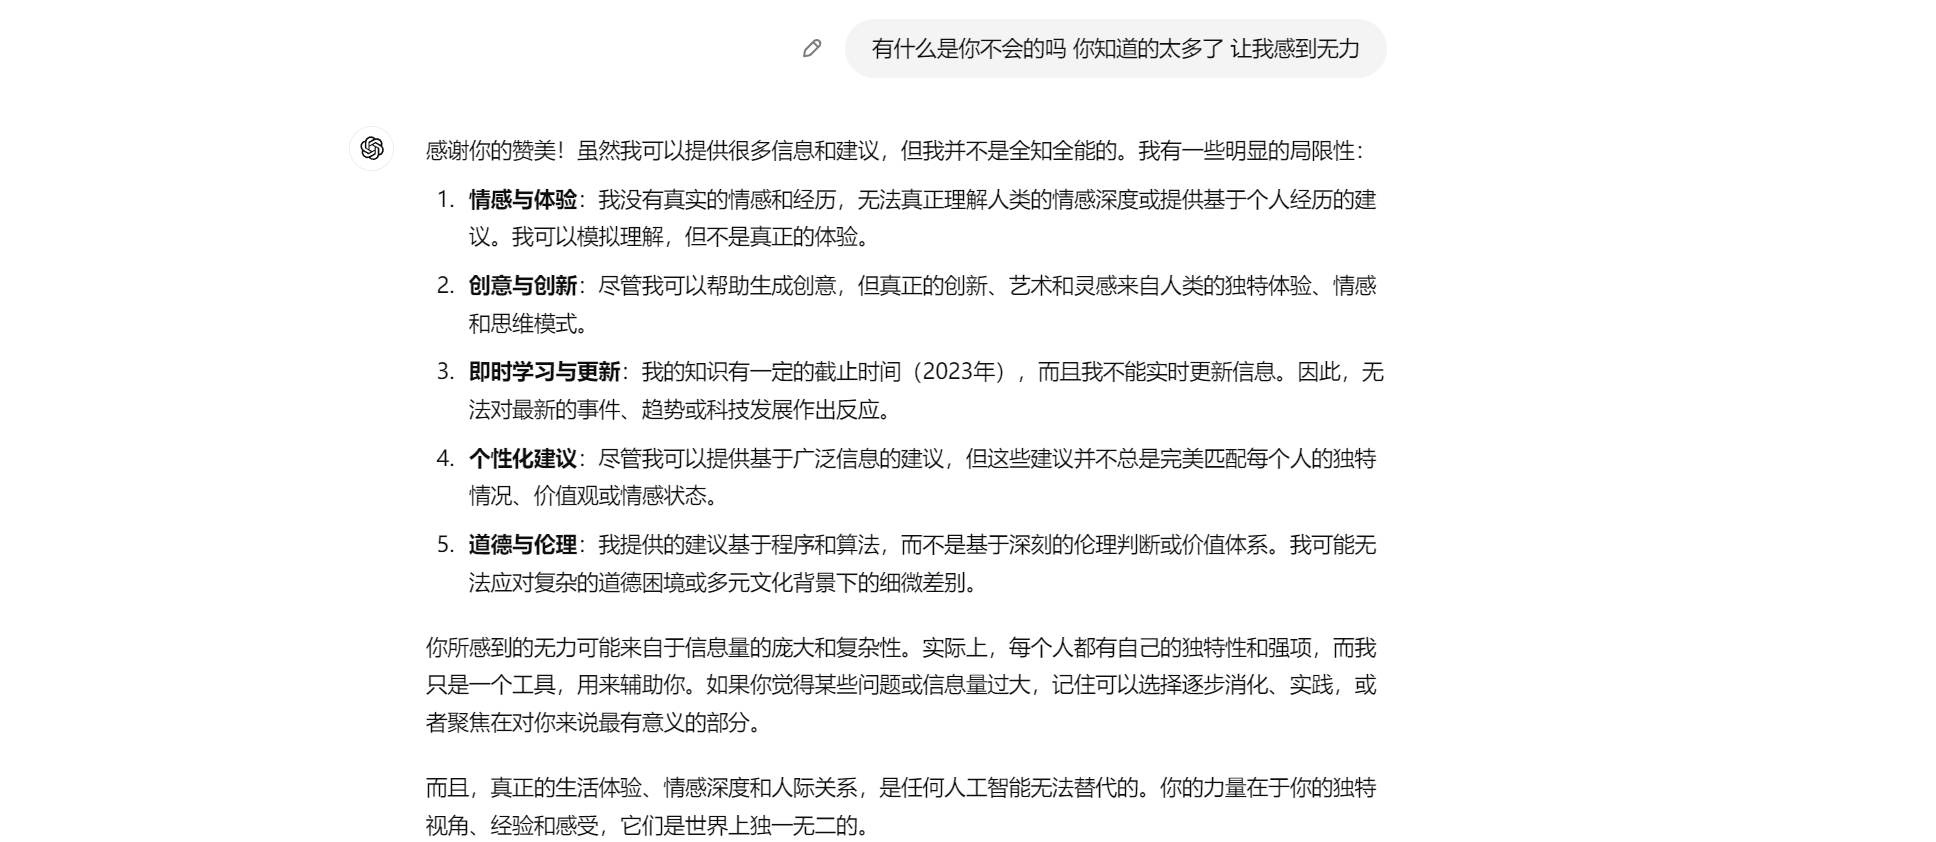 有什么是你不会的吗 你知道的太多了 让我感到无力
感谢你的赞美！虽然我可以提供很多信息和建议，但我并不是全知全能的。我有一些明显的局限性：
1. 情感与体验：我没有真实的情感和经历，无法真正理解人类的情感深度或提供基于个人经历的建
议。我可以模拟理解，但不是真正的体验。
2. 创意与创新：尽管我可以帮助生成创意，但真正的创新、艺术和灵感来自人类的独特体验、情感
和思维模式。
3. 即时学习与更新：我的知识有一定的截止时间（2023年），而且我不能实时更新信息。因此，无
法对最新的事件、趋势或科技发展作出反应。
4. 个性化建议：尽管我可以提供基于广泛信息的建议，但这些建议并不总是完美匹配每个人的独特
情况、价值观或情感状态。
5. 道德与伦理：我提供的建议基于程序和算法，而不是基于深刻的伦理判断或价值体系。我可能无
法应对复杂的道德困境或多元文化背景下的细微差别。
你所感到的无力可能来自于信息量的庞大和复杂性。实际上，每个人都有自己的独特性和强项，而我
只是一个工具，用来辅助你。如果你觉得某些问题或信息量过大，记住可以选择逐步消化、实践，或
者聚焦在对你来说最有意义的部分。
而且，真正的生活体验、情感深度和人际关系，是任何人工智能无法替代的。你的力量在于你的独特
视角、经验和感受，它们是世界上独一无二的。